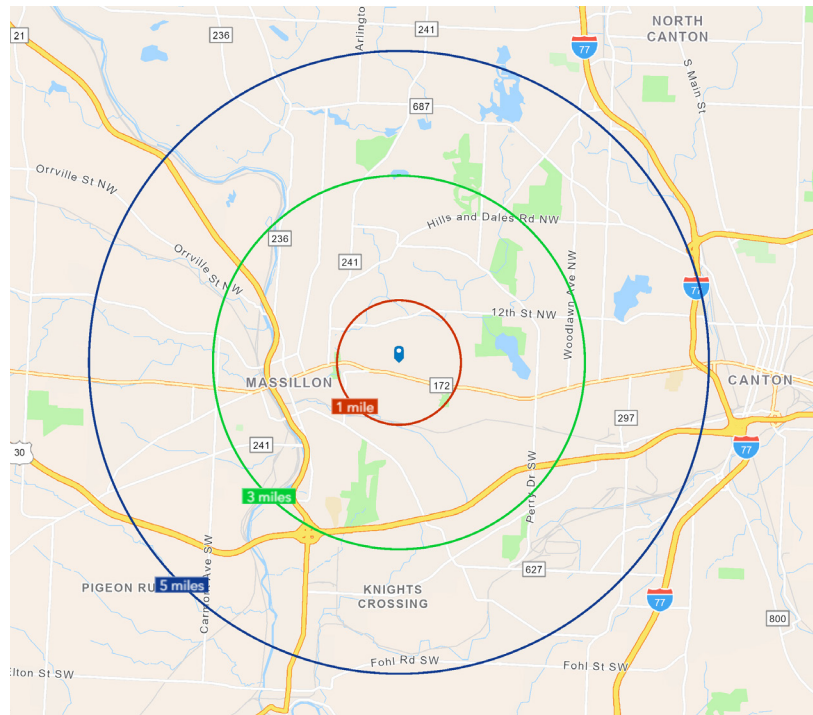 NORTH
CANTON
21
236
Arlingto
241
77
S Main St
687
Orrville St NW
Hills and Dales Rd NW
236
Orrville St NW
241
77
12th St NW
Woodlawn Ave NW
MASSILLON
172
CANTON
1 mile
297
241
30
77
3 miles
Perry Dr SW
Ave SW
PIGEON RU
5 miles
KNIGHTS
CROSSING
627
77
800
Elton St SW
Fohl Rd SW
Fohl St SW